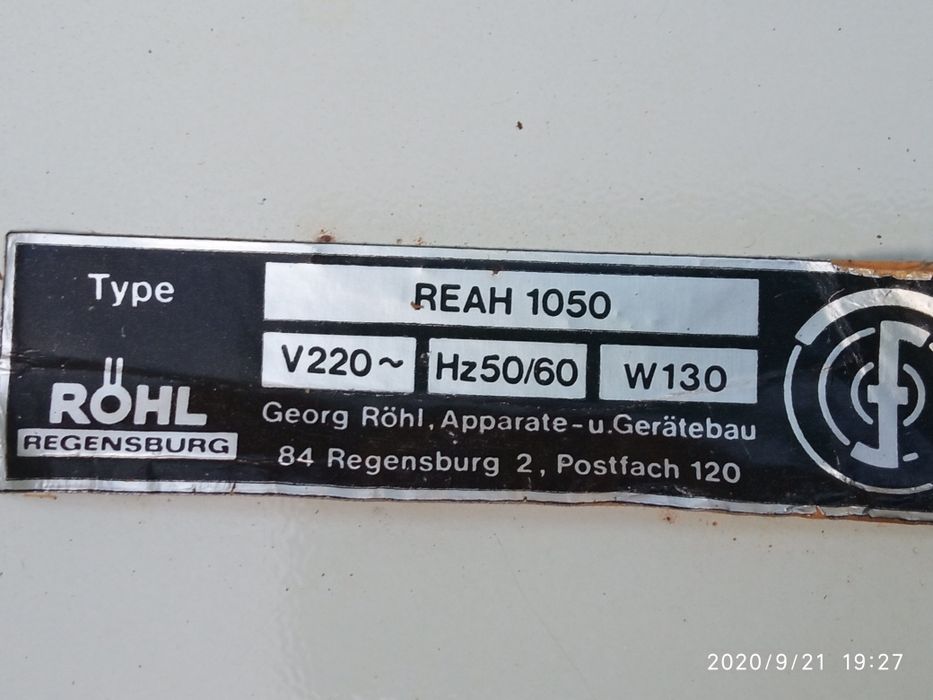 Type REAH 1050
V220~ Hz50/60 W130
RÖHL
REGENSBURG
Georg Röhl, Apparate-u.Gerätebau
84 Regensburg 2, Postfach 120
2020/9/21 19:27